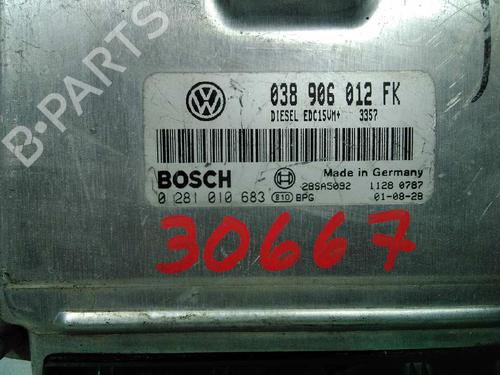 B-PARTS
038 906 012 FK
DIESEL EDC15VM+ 3357
BOSCH
Made in Germany
28SA5092 1128 0787
0 281 010 683 B10 BPG 01-08-28
30667